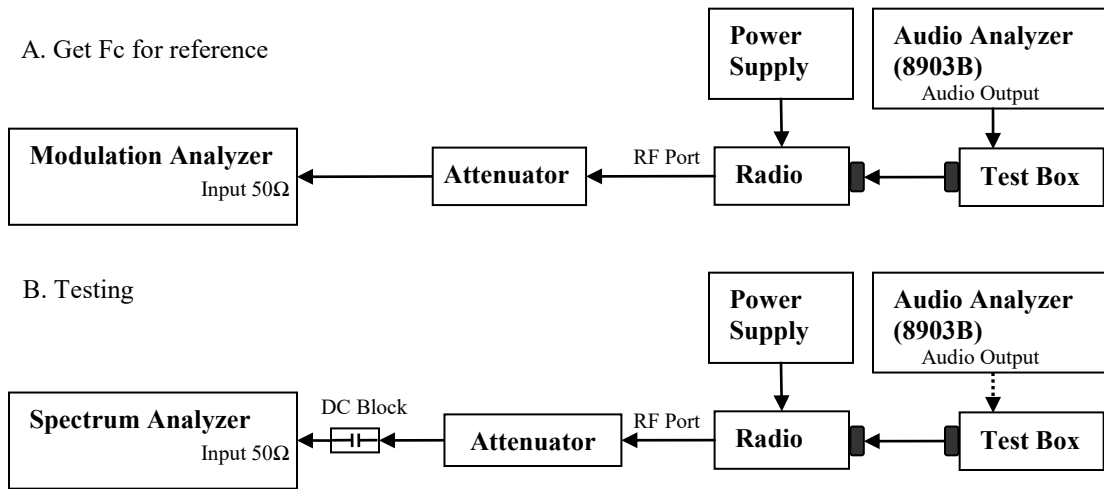 A. Get Fc for reference
Power
Supply
Audio Analyzer
(8903B)
Audio Output
Modulation Analyzer
Input 50Ω
Attenuator
RF Port
Radio
Test Box
B. Testing
Power
Supply
Audio Analyzer
(8903B)
Audio Output
Spectrum Analyzer
Input 50Ω
DC Block
Attenuator
RF Port
Radio
Test Box